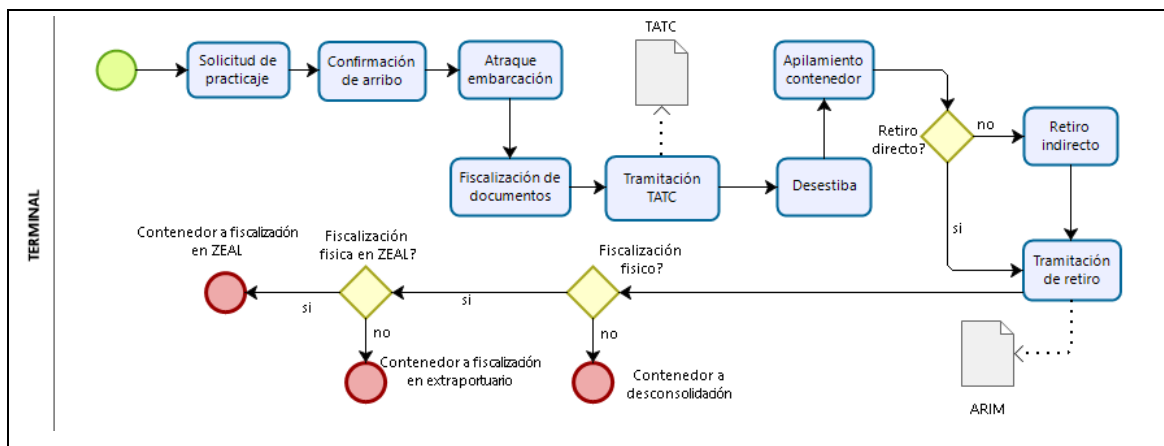 TERMINAL
TATC
Solicitud de
practicaje
Confirmación
de arribo
Atraque
embarcación
Apilamiento
contenedor
Retiro
directo?
no
Retiro
indirecto
si
Fiscalización de
documentos
Tramitación
TATC
Desestiba
Contenedor a fiscalización
en ZEAL
Fiscalización
fisica en ZEAL?
Fiscalización
fisico?
Tramitación
de retiro
si
si
no
no
Contenedor a fiscalización
en extraportuario
Contenedor a
desconsolidación
ARIM